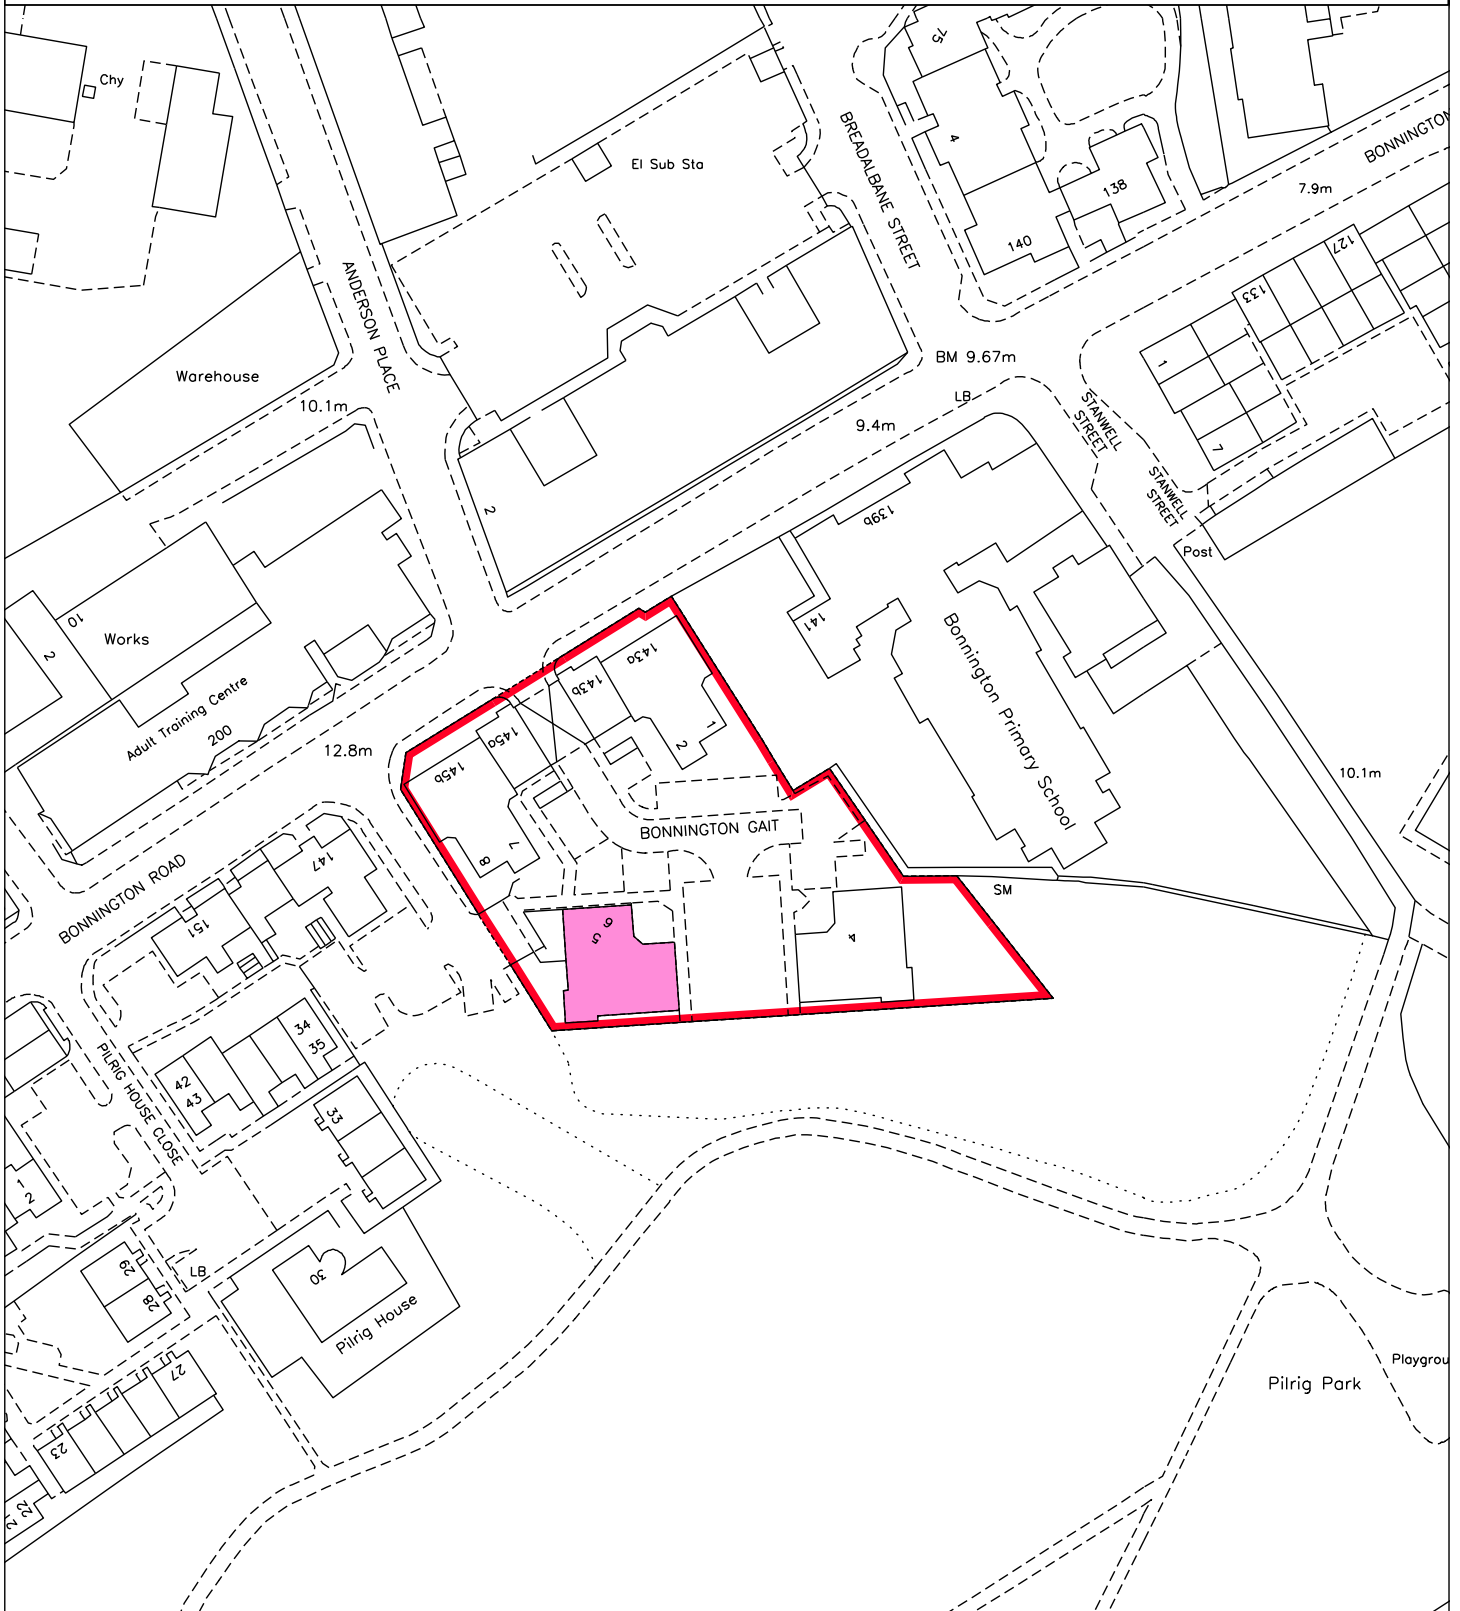 Chy
75
BREADALBANE STREET
4
BONNINGTON
El Sub Sta
138
7.9m
140
127
ANDERSON PLACE
133
Warehouse
BM 9.67m
1
10.1m
LB
9.4m
STANWELL
STREET
7
2
139b
STANWELL
STREET
Post
10
Works
2
141
Bonnington Primary School
143a
143b
Adult Training Centre
200
145a
1
2
12.8m
145b
10.1m
BONNINGTON GAIT
7
8
147
BONNINGTON ROAD
SM
151
6
5
4
34
35
PILRIG HOUSE CLOSE
42
43
33
1
2
29
LB
28
30
Pilrig House
27
Playgrou
Pilrig Park
23
22